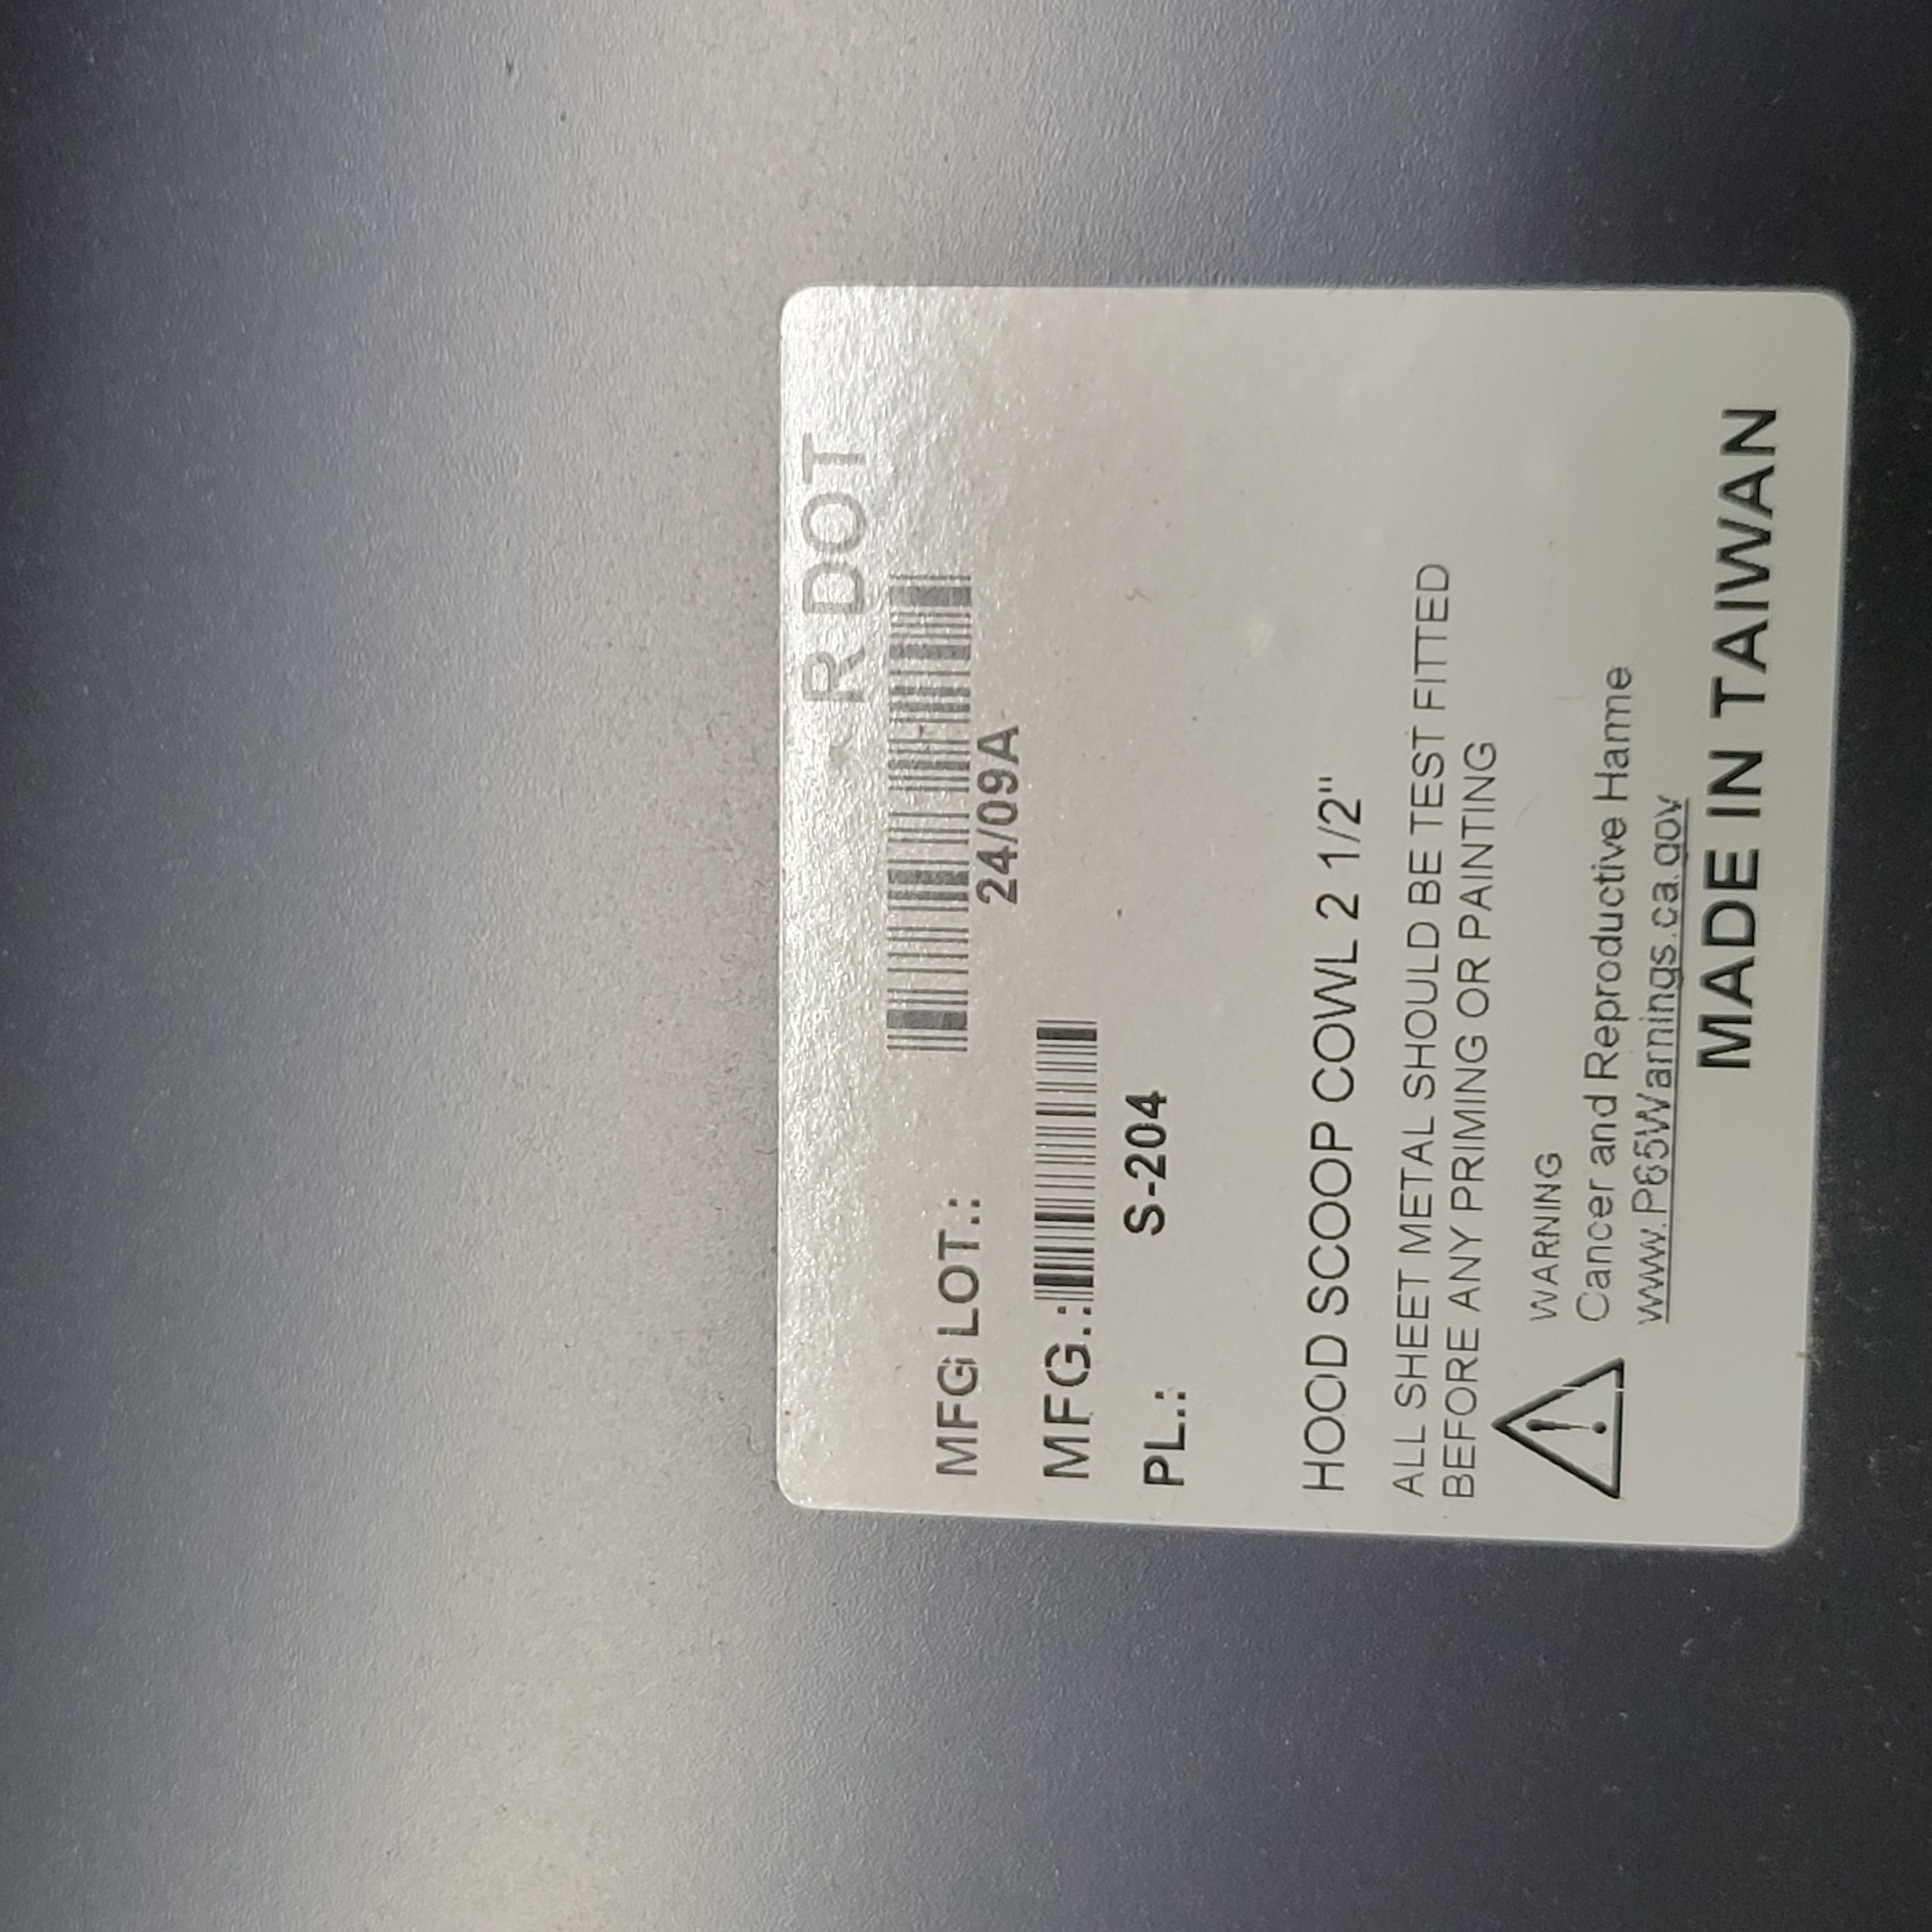 R DOT
MFG LOT.:
24/09A
MFG.:
PL.: S-204
HOOD SCOOP COWL 2 1/2"
ALL SHEET METAL SHOULD BE TEST FITTED
BEFORE ANY PRIMING OR PAINTING
WARNING
Cancer and Reproductive Hame
www.P65Warnings.ca.gov
MADE IN TAIWAN